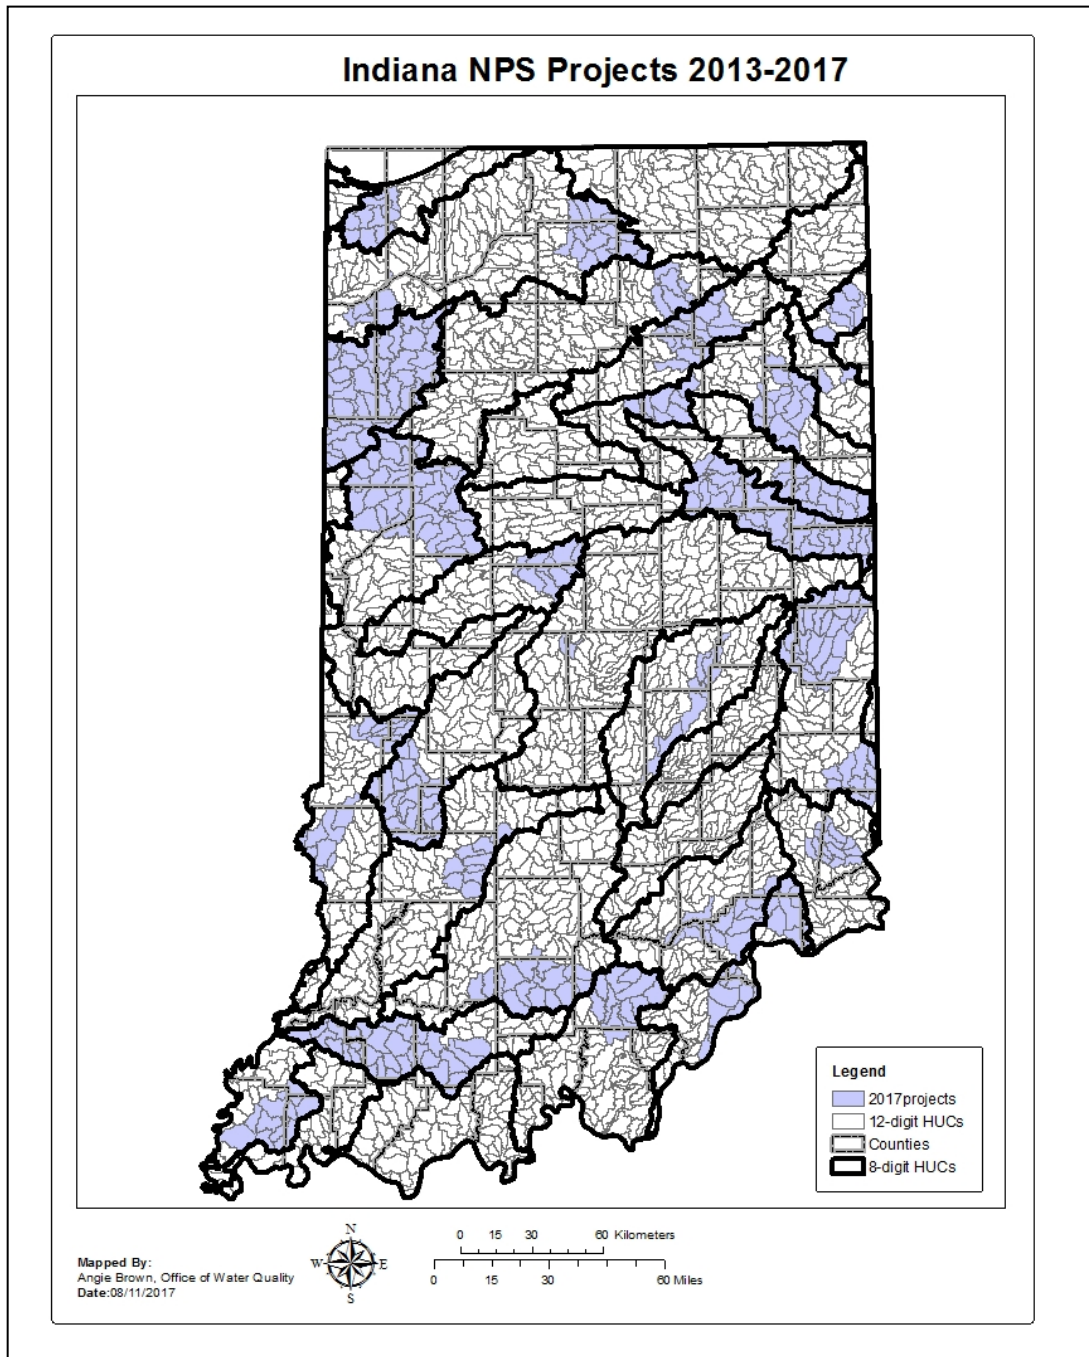 Indiana NPS Projects 2013-2017
Legend
2017projects
12-digit HUCs
Counties
8-digit HUCs
N
W E
S
0 15 30 60 Kilometers
0 15 30 60 Miles
Mapped By:
Angie Brown, Office of Water Quality
Date:08/11/2017